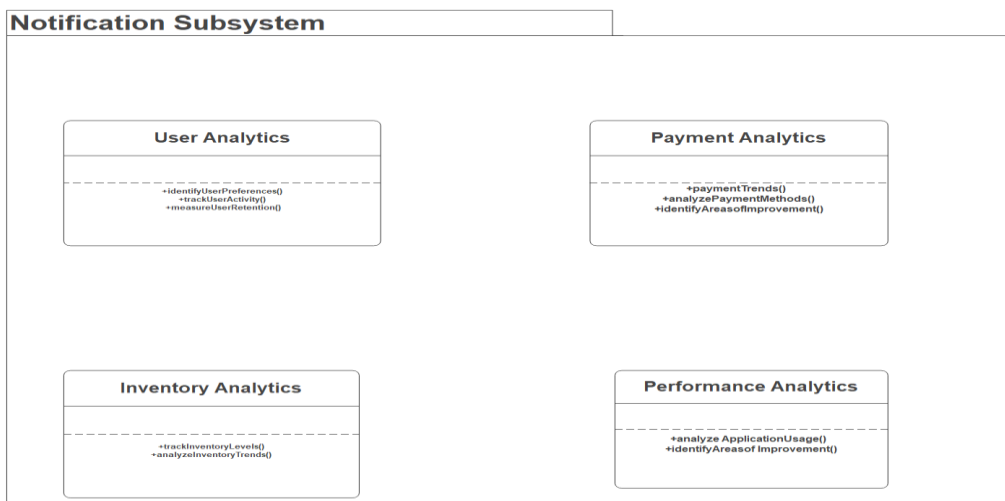 Notification Subsystem
User Analytics
+identifyUserPreferences()
+trackUserActivity()
+measureUserRetention()
Payment Analytics
+paymentTrends()
+analyzePaymentMethods()
+identifyAreasofImprovement()
Inventory Analytics
+trackInventoryLevels()
+analyzeInventoryTrends()
Performance Analytics
+analyze ApplicationUsage()
+identifyAreasof Improvement()